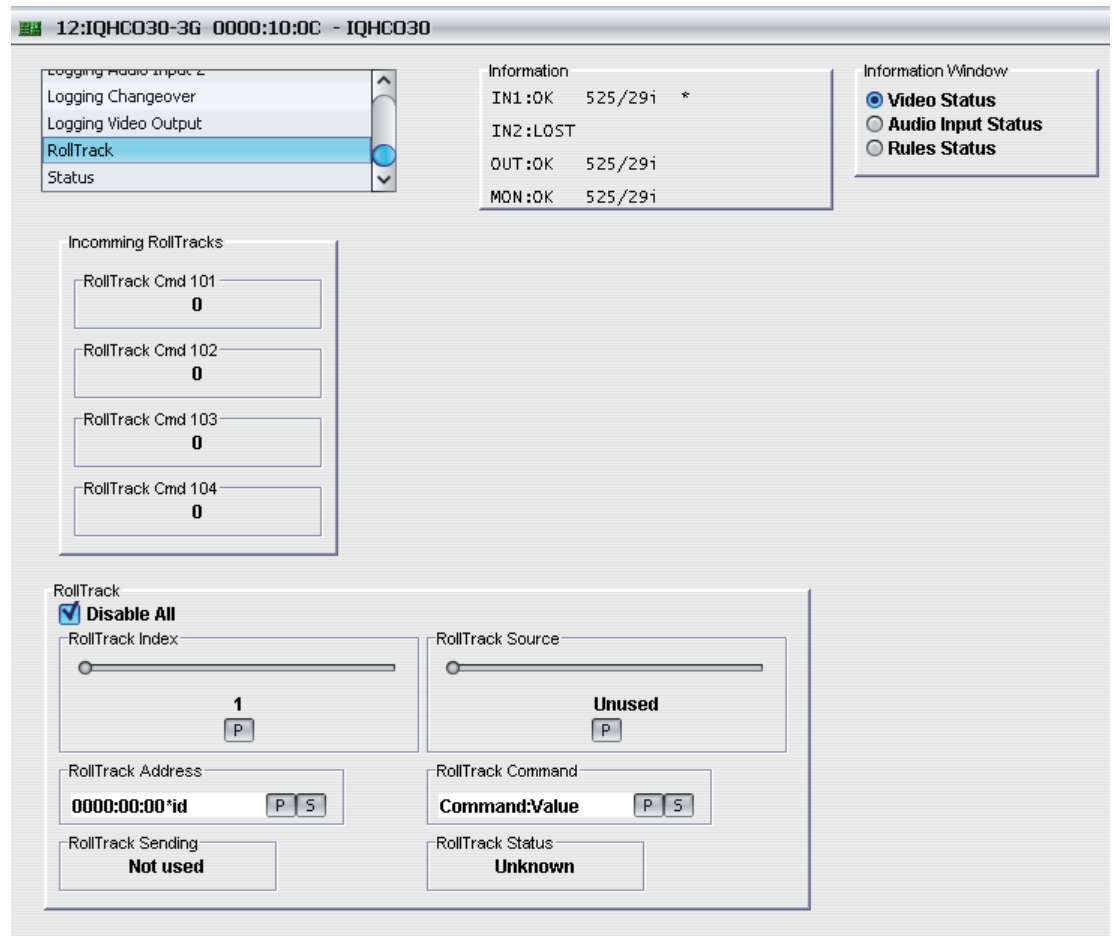 12:IQHCO30-3G 0000:10:0C - IQHCO30
Logging Audio Input 2
Logging Changeover
Logging Video Output
RollTrack
Status
Information
IN1:OK 525/29i *
IN2:LOST
OUT:OK 525/29i
MON:OK 525/29i
Information Window
Video Status
Audio Input Status
Rules Status
Incomming RollTracks
RollTrack Cmd 101
0
RollTrack Cmd 102
0
RollTrack Cmd 103
0
RollTrack Cmd 104
0
RollTrack
Disable All
RollTrack Index
1
P
RollTrack Source
Unused
P
RollTrack Address
0000:00:00*id P S
RollTrack Command
Command:Value P S
RollTrack Sending
Not used
RollTrack Status
Unknown